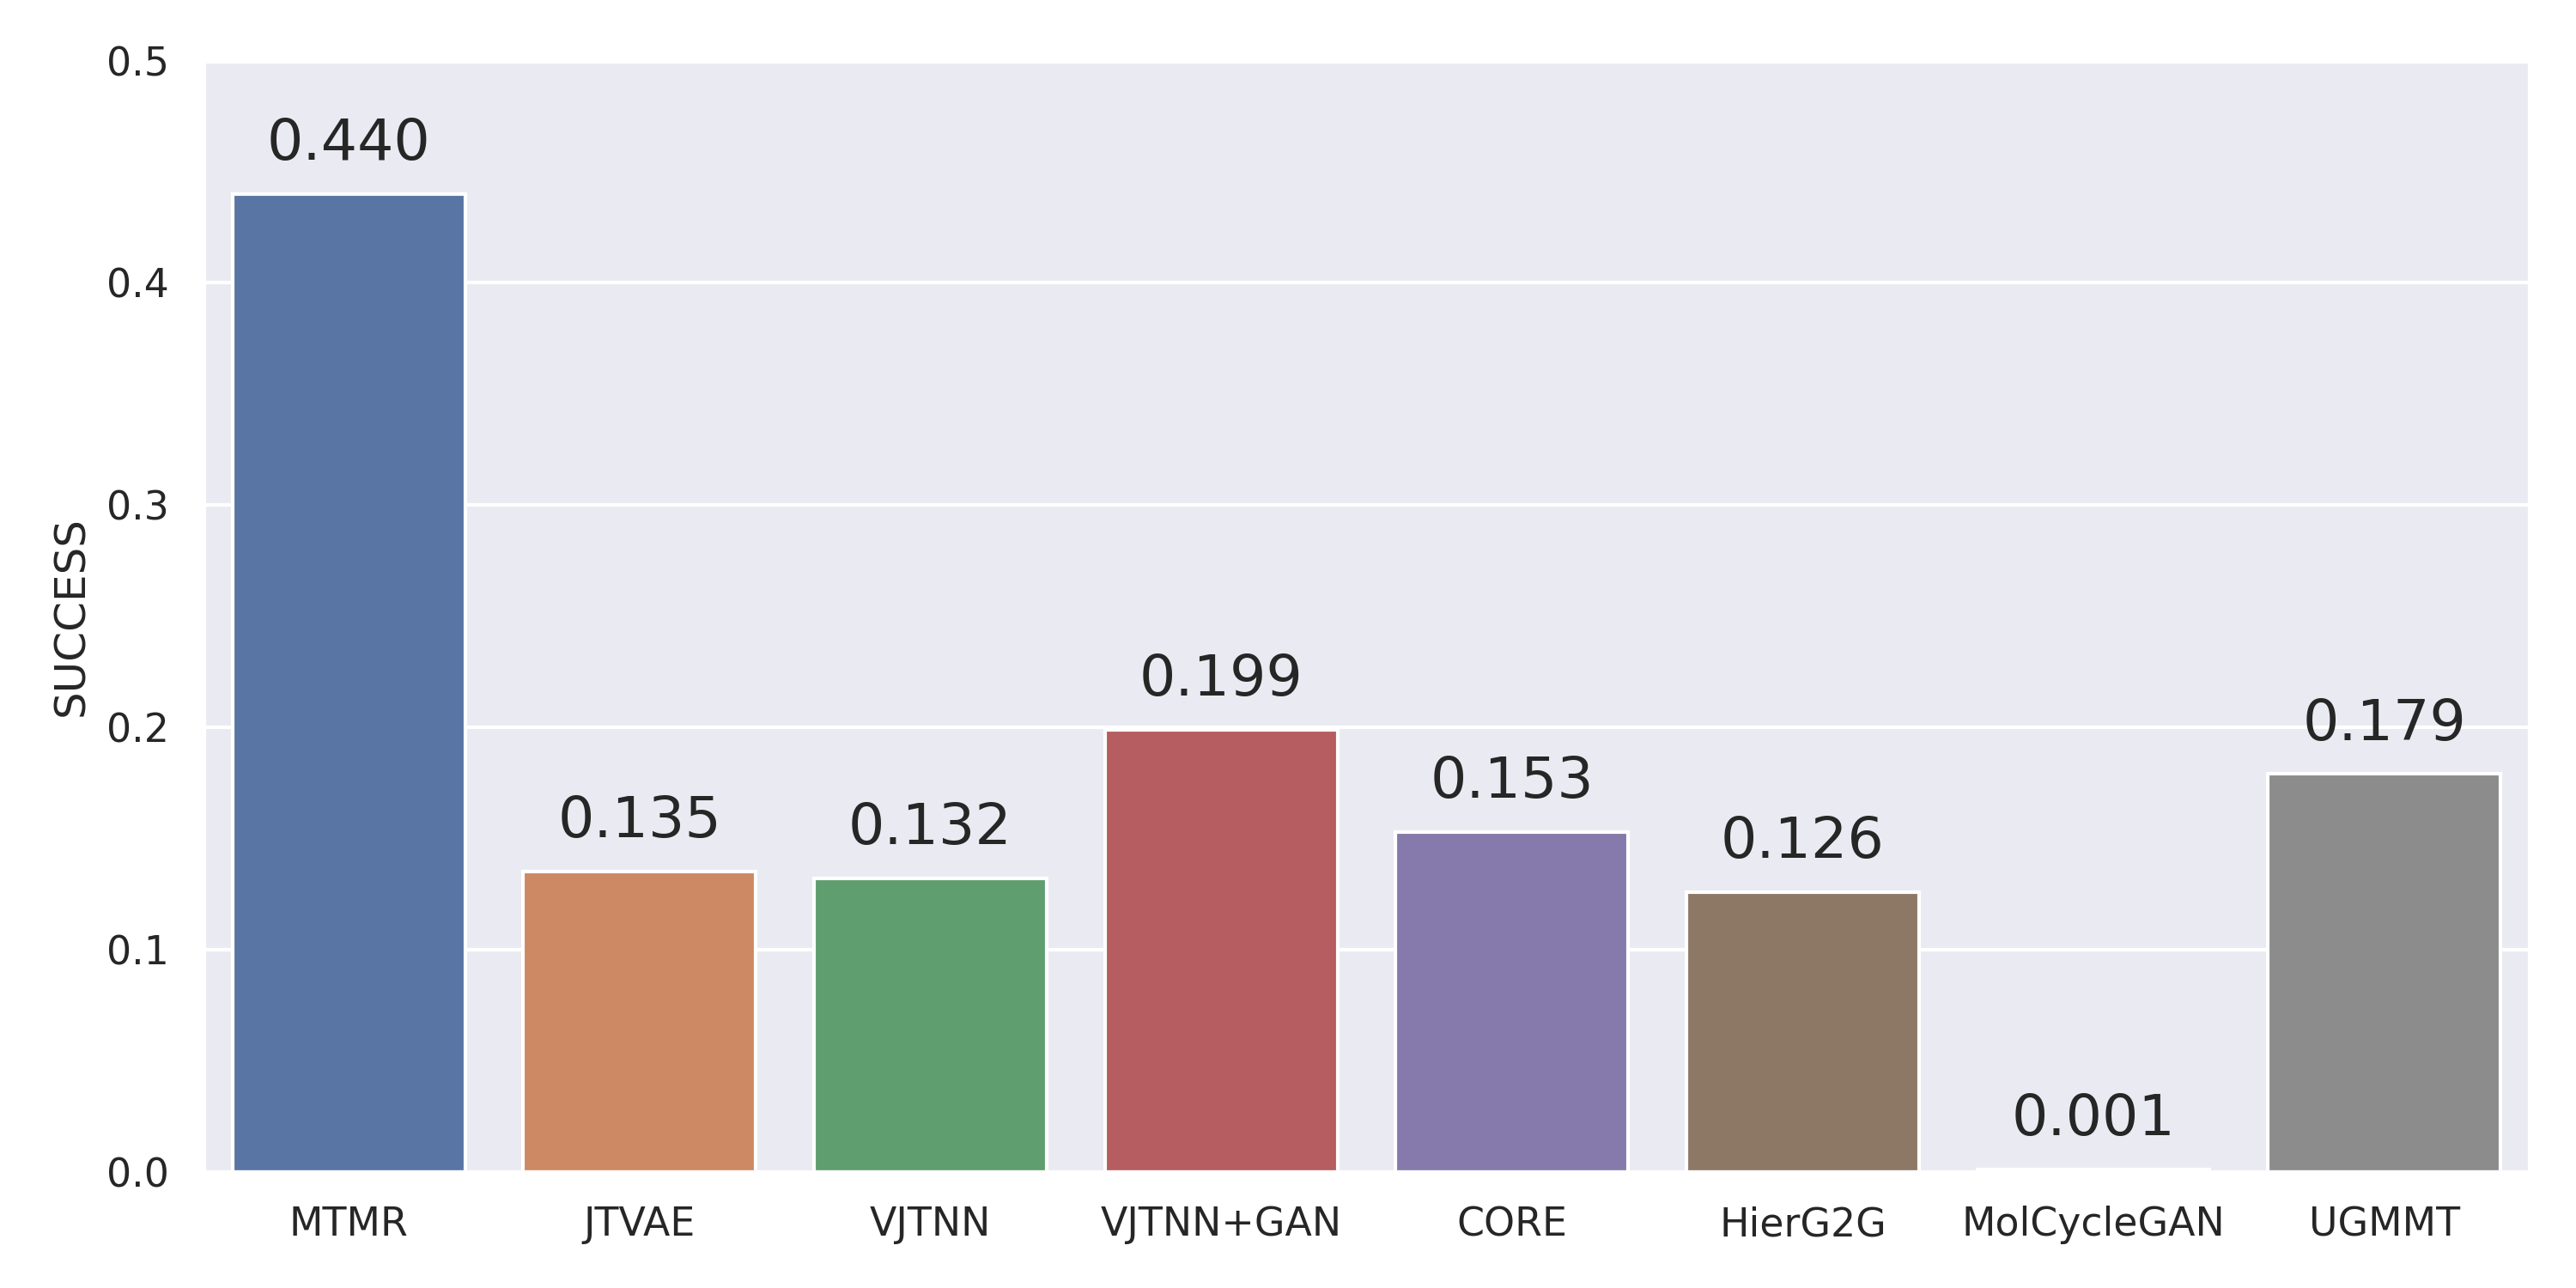 SUCCESS
0.5
0.4
0.3
0.2
0.1
0.0
0.440
0.135
0.132
0.199
0.153
0.126
0.001
0.179
MTMR
JTVAE
VJTNN
VJTNN+GAN
CORE
HierG2G
MolCycleGAN
UGMMT